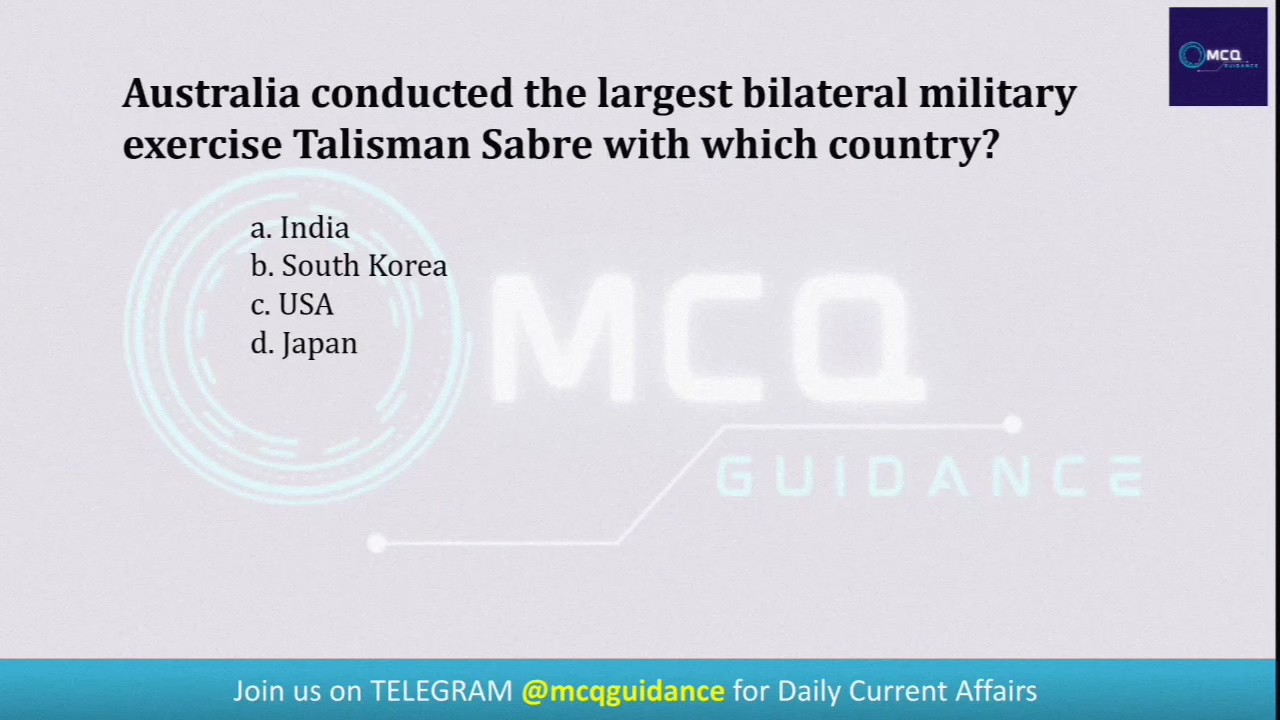 MCQ
GUIDANCE
Australia conducted the largest bilateral military
exercise Talisman Sabre with which country?
a. India
b. South Korea
c. USA
d. Japan
MCQ
GUIDANCE
Join us on TELEGRAM @mcqguidance for Daily Current Affairs